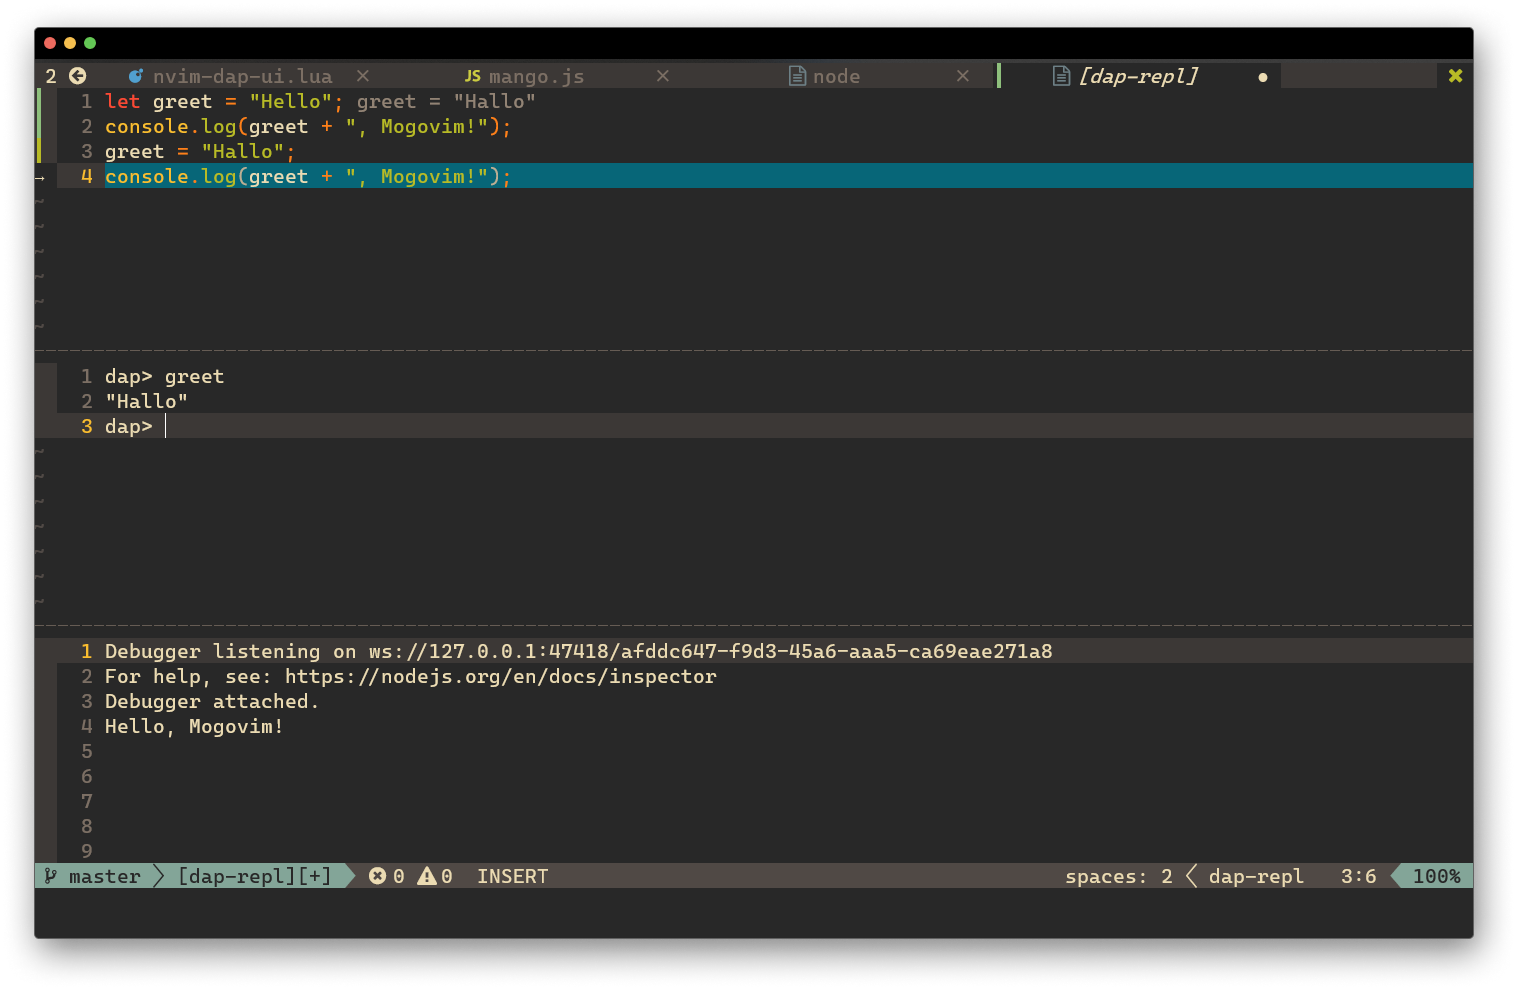 2 nvim-dap-ui.lua × JS mango.js × node × [dap-repl] ●
1 let greet = "Hello"; greet = "Hallo"
2 console.log(greet + ", Mogovim!");
3 greet = "Hallo";
→ 4 console.log(greet + ", Mogovim!");
~
~
~
~
~
~
1 dap> greet
2 "Hallo"
3 dap>
~
~
~
~
~
~
~
1 Debugger listening on ws://127.0.0.1:47418/afddc647-f9d3-45a6-aaa5-ca69eae271a8
2 For help, see: https://nodejs.org/en/docs/inspector
3 Debugger attached.
4 Hello, Mogovim!
5
6
7
8
9
master [dap-repl][+] 0 0 INSERT spaces: 2 dap-repl 3:6 100%